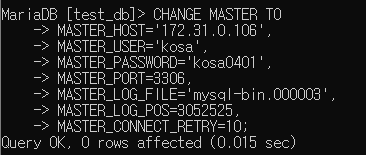 MariaDB [test_db]> CHANGE MASTER TO
-> MASTER_HOST='172.31.0.106',
-> MASTER_USER='kosa',
-> MASTER_PASSWORD='kosa0401',
-> MASTER_PORT=3306,
-> MASTER_LOG_FILE='mysql-bin.000003',
-> MASTER_LOG_POS=3052525,
-> MASTER_CONNECT_RETRY=10;
Query OK, 0 rows affected (0.015 sec)